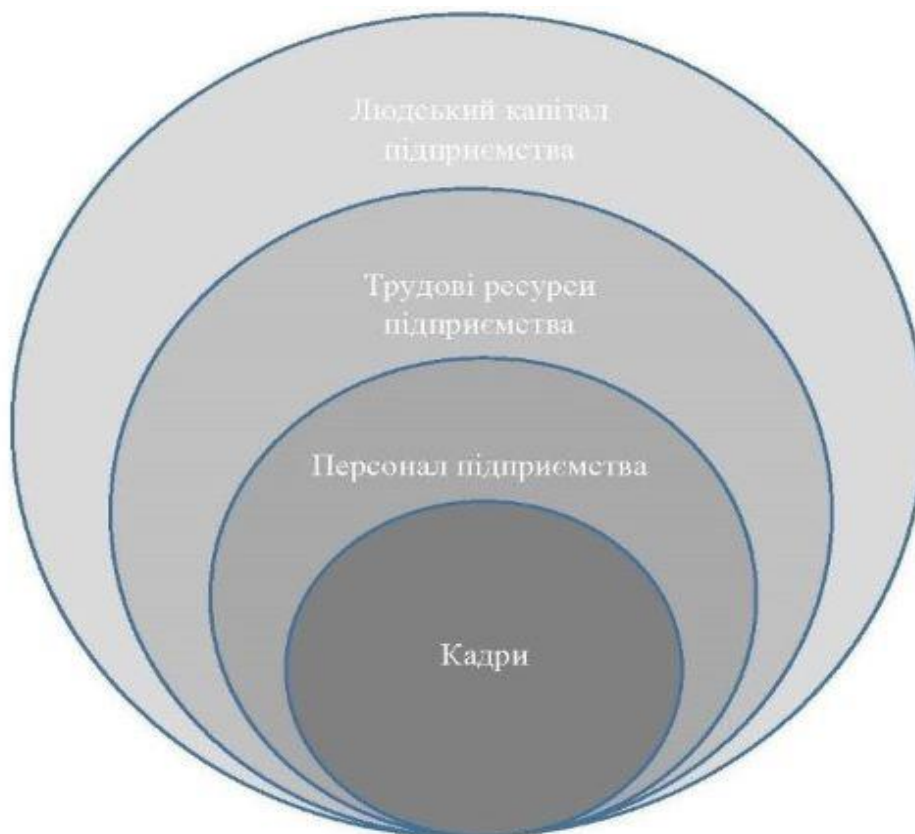 Людський капітал
підприємства
Трудові ресурси
підприємства
Персонал підприємства
Кадри